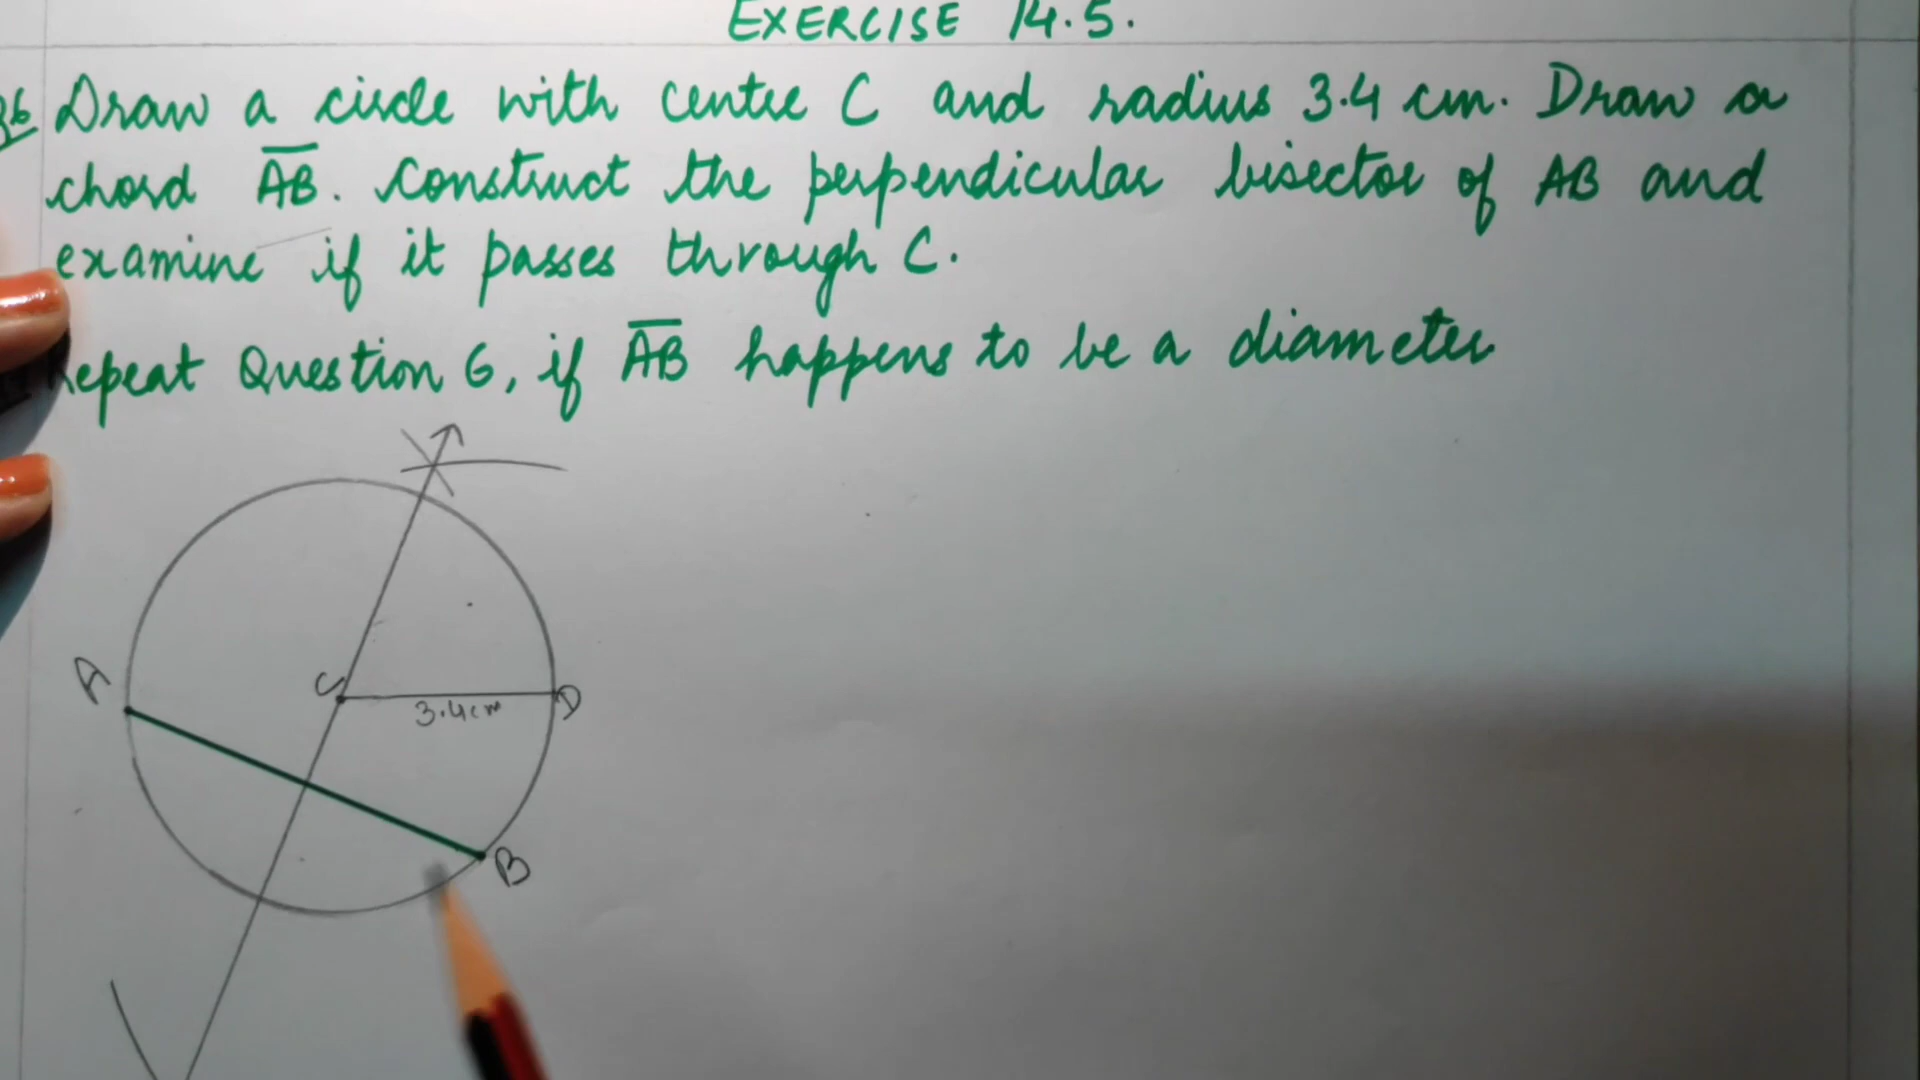 EXERCISE 14.5.
Q6 Draw a circle with centre C and radius 3.4 cm. Draw a
chord AB. Construct the perpendicular bisector of AB and
examine if it passes through C.
Repeat Question 6, if AB happens to be a diameter
A
C
3.4cm
D
B